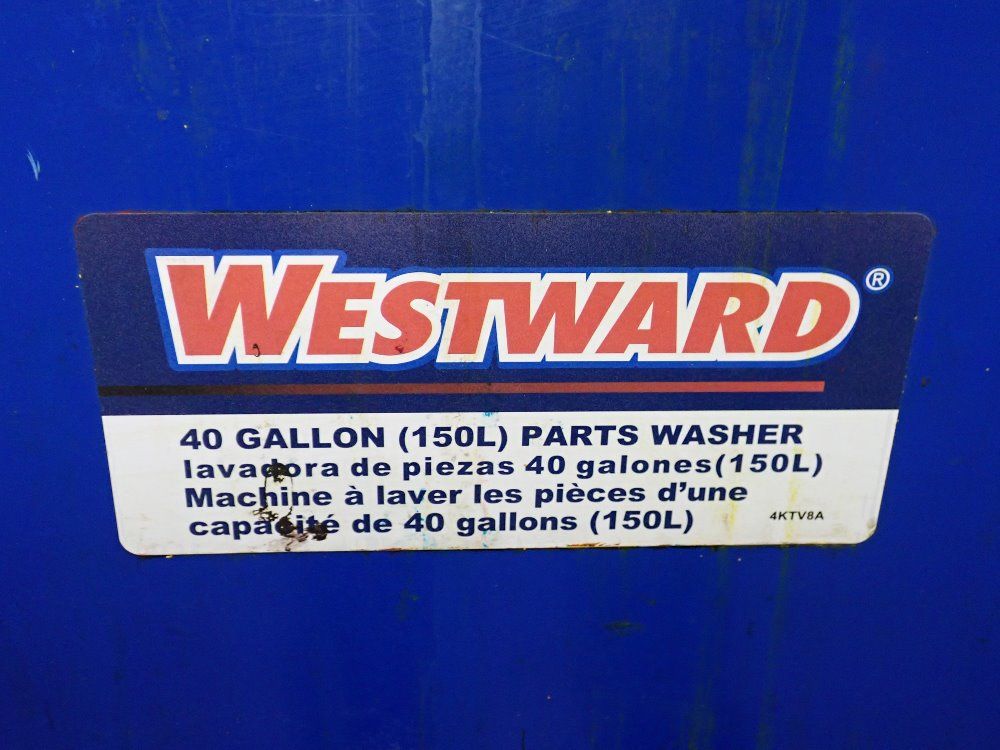 WESTWARD®
40 GALLON (150L) PARTS WASHER
lavadora de piezas 40 galones(150L)
Machine à laver les pièces d'une
capacité de 40 gallons (150L)
4KTV8A